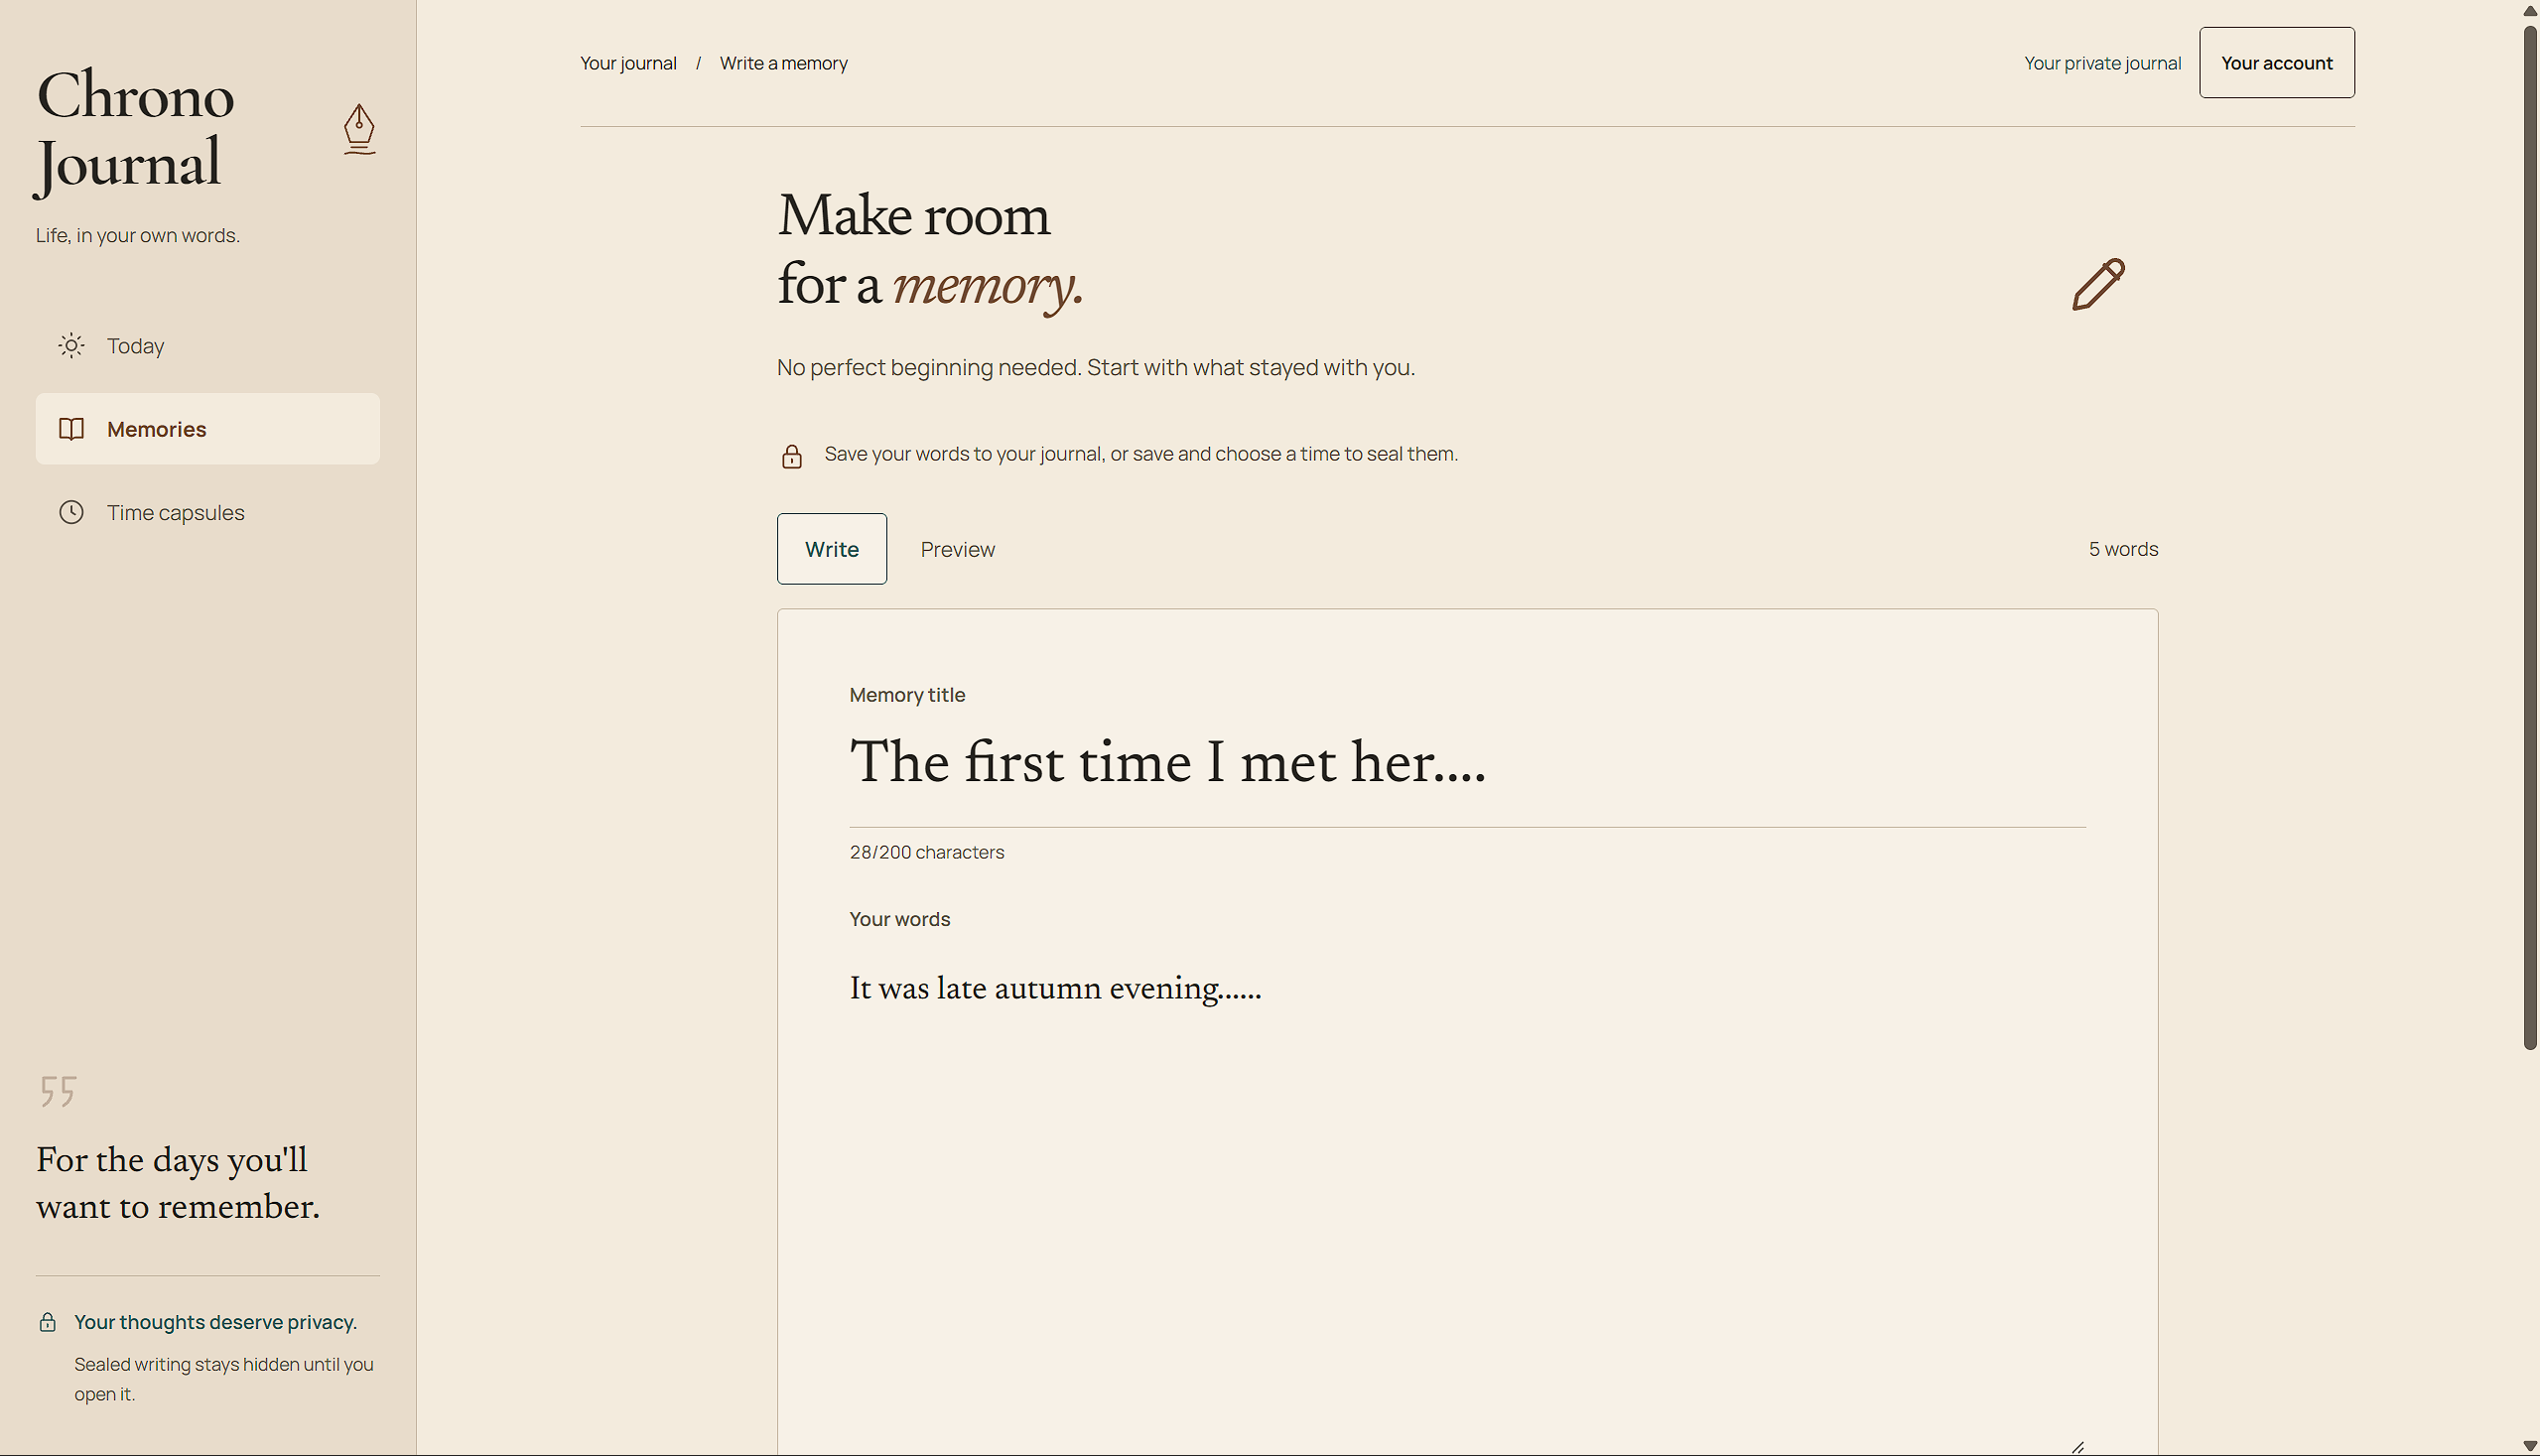 Chrono
Journal
Life, in your own words.
Today
Memories
Time capsules
For the days you'll
want to remember.
Your thoughts deserve privacy.
Sealed writing stays hidden until you
open it.
Your journal / Write a memory
Your private journal
Your account
Make room
for a memory.
No perfect beginning needed. Start with what stayed with you.
Save your words to your journal, or save and choose a time to seal them.
Write
Preview
5 words
Memory title
The first time I met her....
28/200 characters
Your words
It was late autumn evening......